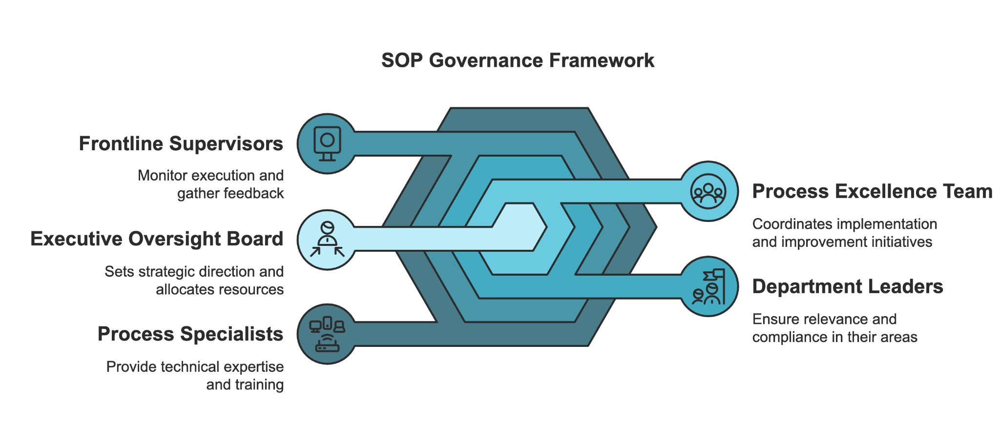 SOP Governance Framework
Frontline Supervisors
Monitor execution and
gather feedback
Executive Oversight Board
Sets strategic direction and
allocates resources
Process Specialists
Provide technical expertise
and training
Process Excellence Team
Coordinates implementation
and improvement initiatives
Department Leaders
Ensure relevance and
compliance in their areas